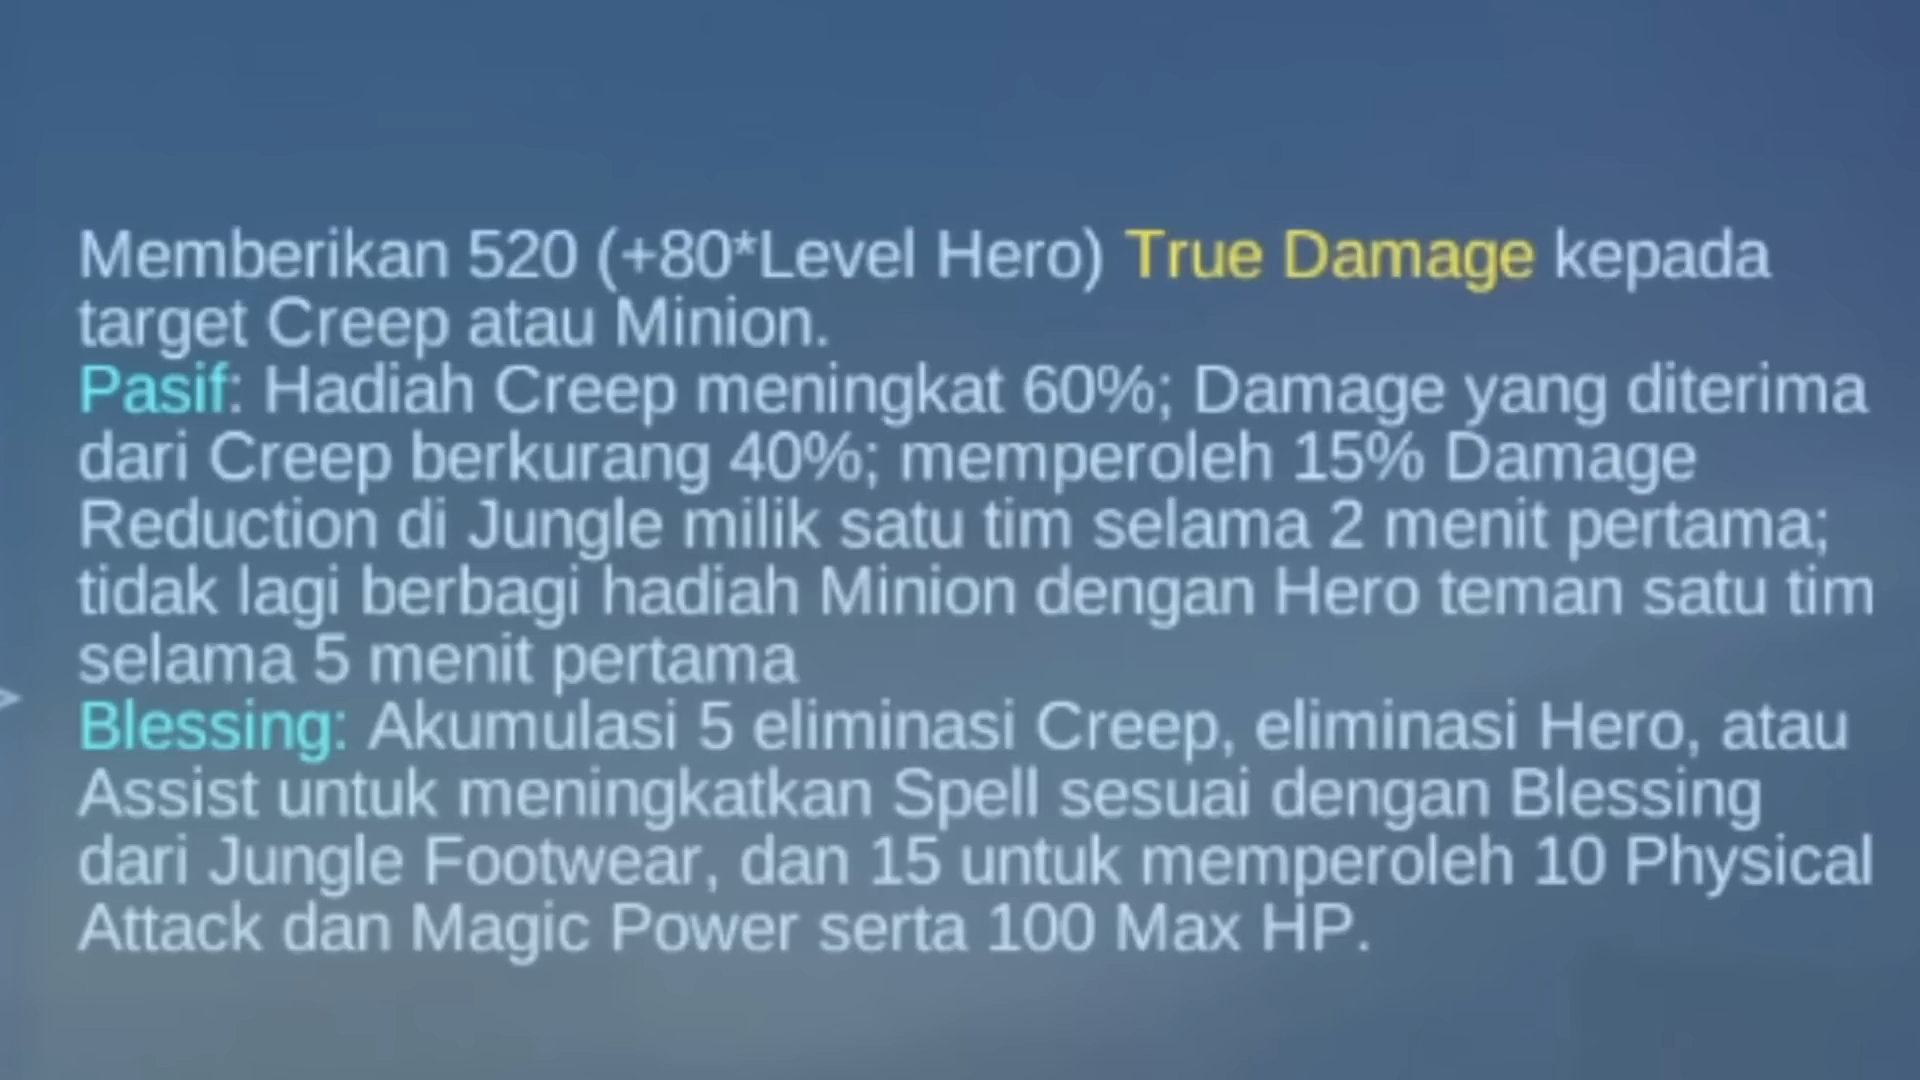 Memberikan 520 (+80*Level Hero) True Damage kepada
target Creep atau Minion.
Pasif: Hadiah Creep meningkat 60%; Damage yang diterima
dari Creep berkurang 40%; memperoleh 15% Damage
Reduction di Jungle milik satu tim selama 2 menit pertama;
tidak lagi berbagi hadiah Minion dengan Hero teman satu tim
selama 5 menit pertama
Blessing: Akumulasi 5 eliminasi Creep, eliminasi Hero, atau
Assist untuk meningkatkan Spell sesuai dengan Blessing
dari Jungle Footwear, dan 15 untuk memperoleh 10 Physical
Attack dan Magic Power serta 100 Max HP.